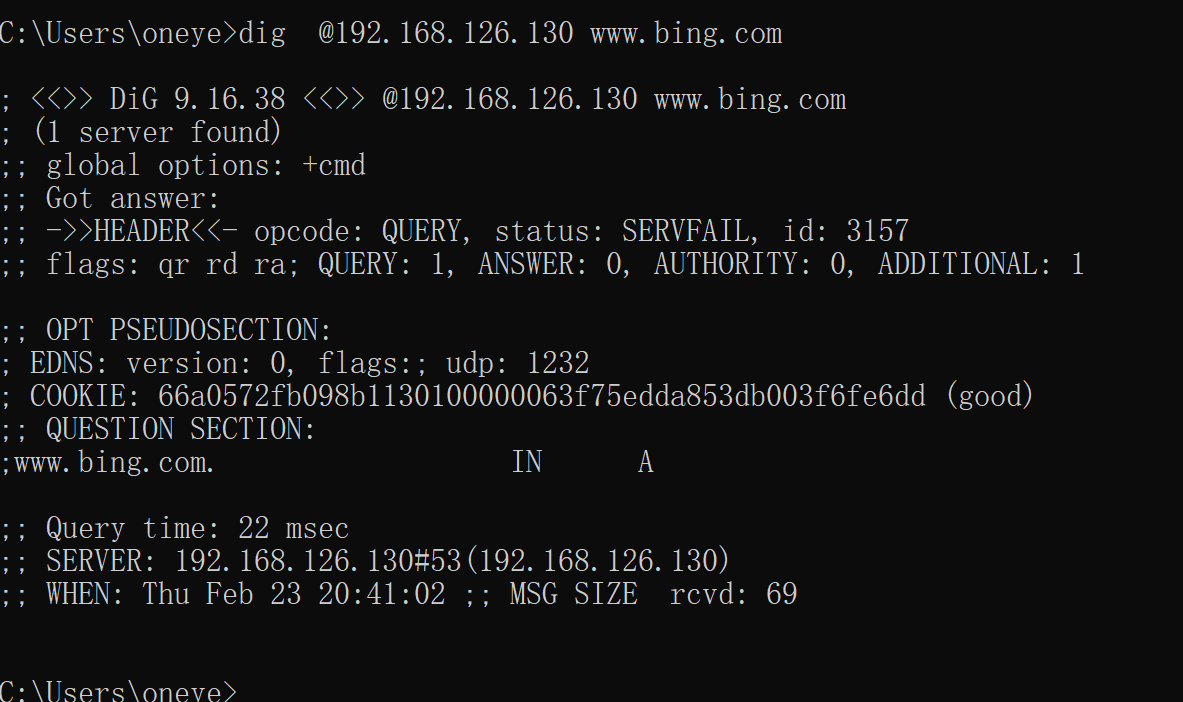 C:\Users\oneye>dig  @192.168.126.130 www.bing.com
; <<>> DiG 9.16.38 <<>> @192.168.126.130 www.bing.com
; (1 server found)
;; global options: +cmd
;; Got answer:
;; ->>HEADER<<- opcode: QUERY, status: SERVFAIL, id: 3157
;; flags: qr rd ra; QUERY: 1, ANSWER: 0, AUTHORITY: 0, ADDITIONAL: 1
;; OPT PSEUDOSECTION:
; EDNS: version: 0, flags:; udp: 1232
; COOKIE: 66a0572fb098b1130100000063f75edda853db003f6fe6dd (good)
;; QUESTION SECTION:
;www.bing.com.                  IN      A
;; Query time: 22 msec
;; SERVER: 192.168.126.130#53(192.168.126.130)
;; WHEN: Thu Feb 23 20:41:02 ;; MSG SIZE  rcvd: 69
C:\Users\oneye>